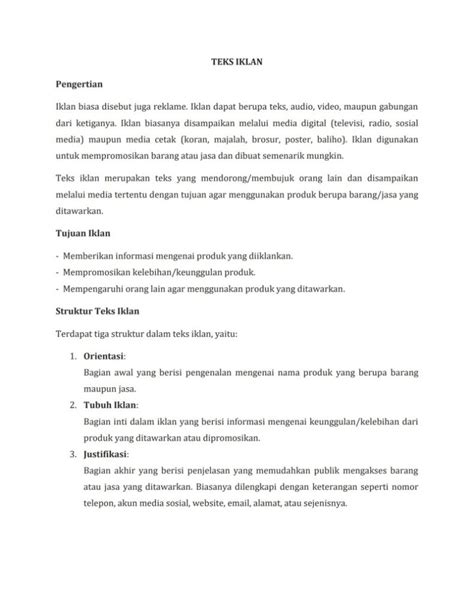 TEKS IKLAN
Pengertian
Iklan biasa disebut juga reklame. Iklan dapat berupa teks, audio, video, maupun gabungan
dari ketiganya. Iklan biasanya disampaikan melalui media digital (televisi, radio, sosial
media) maupun media cetak (koran, majalah, brosur, poster, baliho). Iklan digunakan
untuk mempromosikan barang atau jasa dan dibuat semenarik mungkin.
Teks iklan merupakan teks yang mendorong/membujuk orang lain dan disampaikan
melalui media tertentu dengan tujuan agar menggunakan produk berupa barang/jasa yang
ditawarkan.
Tujuan Iklan
- Memberikan informasi mengenai produk yang diiklankan.
- Mempromosikan kelebihan/keunggulan produk.
- Mempengaruhi orang lain agar menggunakan produk yang ditawarkan.
Struktur Teks Iklan
Terdapat tiga struktur dalam teks iklan, yaitu:
1. Orientasi:
Bagian awal yang berisi pengenalan mengenai nama produk yang berupa barang
maupun jasa.
2. Tubuh Iklan:
Bagian inti dalam iklan yang berisi informasi mengenai keunggulan/kelebihan dari
produk yang ditawarkan atau dipromosikan.
3. Justifikasi:
Bagian akhir yang berisi penjelasan yang memudahkan publik mengakses barang
atau jasa yang ditawarkan. Biasanya dilengkapi dengan keterangan seperti nomor
telepon, akun media sosial, website, email, alamat, atau sejenisnya.